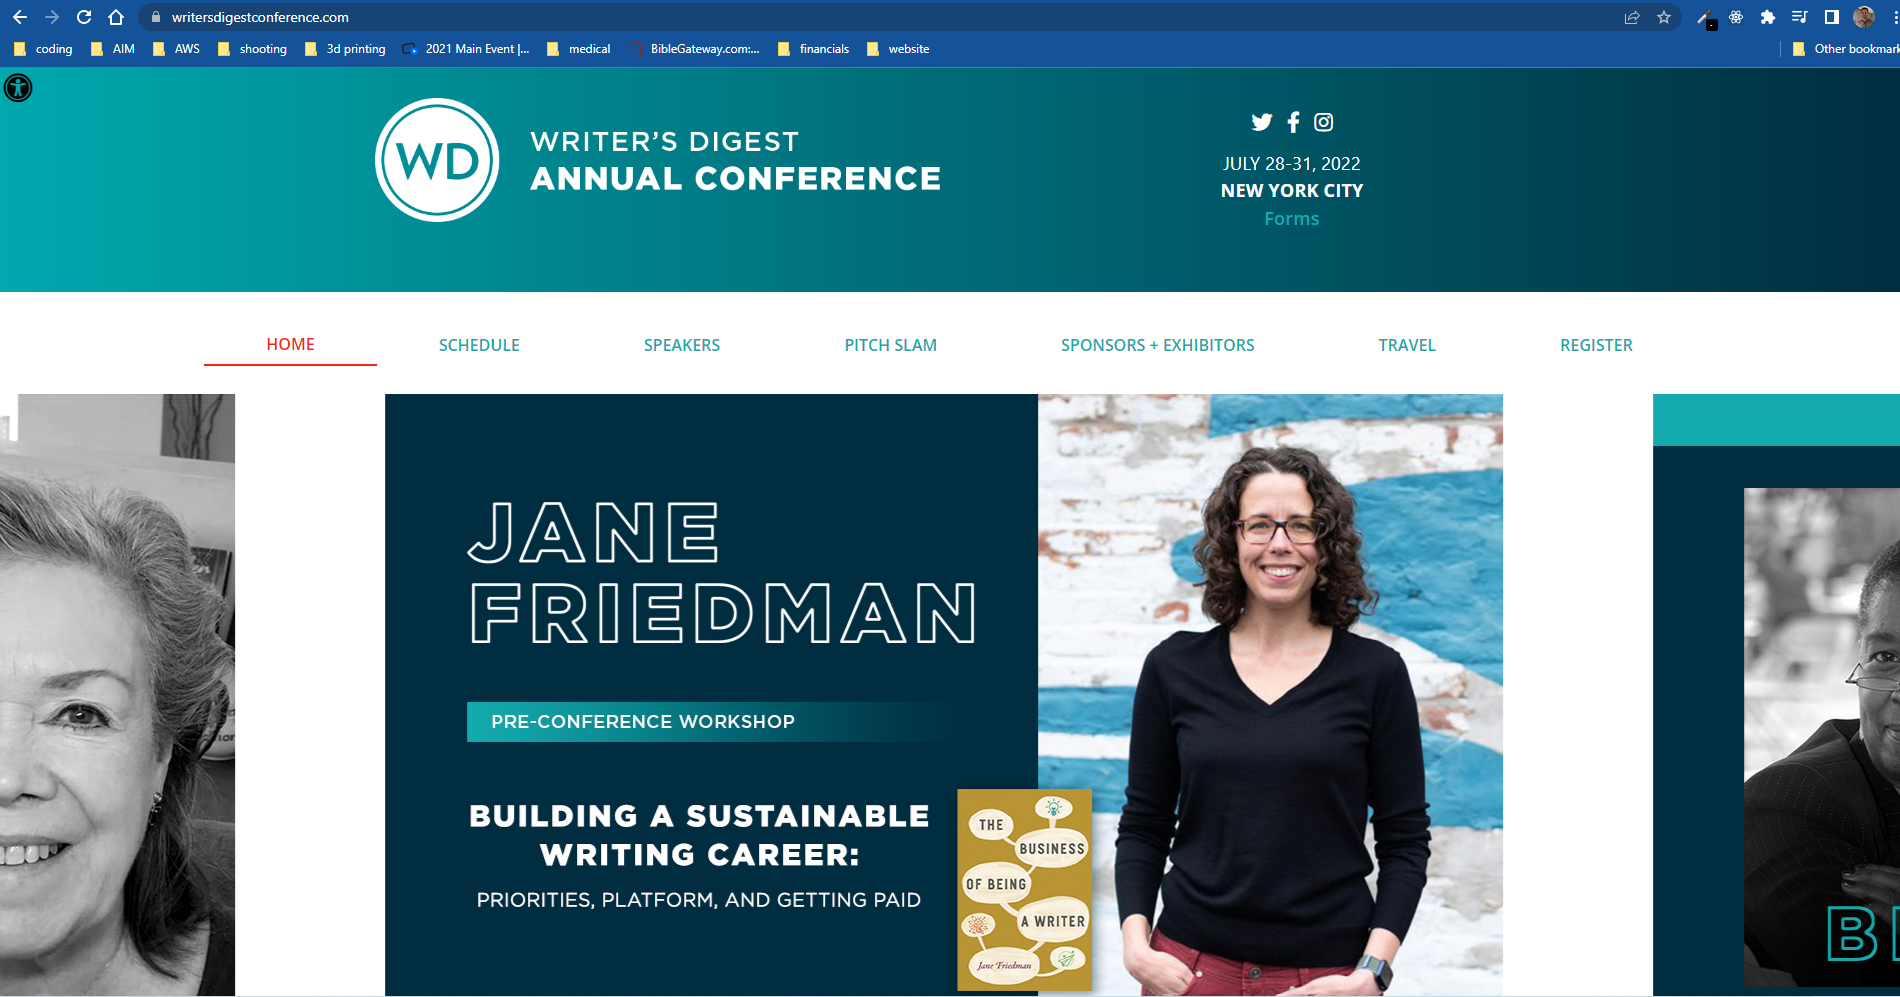 writersdigestconference.com
coding AIM AWS shooting 3d printing 2021 Main Event |... medical BibleGateway.com:... financials website Other bookmark
WD
WRITER'S DIGEST
ANNUAL CONFERENCE
JULY 28-31, 2022
NEW YORK CITY
Forms
HOME SCHEDULE SPEAKERS PITCH SLAM SPONSORS + EXHIBITORS TRAVEL REGISTER
JANE
FRIEDMAN
PRE-CONFERENCE WORKSHOP
BUILDING A SUSTAINABLE
WRITING CAREER:
PRIORITIES, PLATFORM, AND GETTING PAID
THE
BUSINESS
OF BEING
A WRITER
Jane Friedman
B